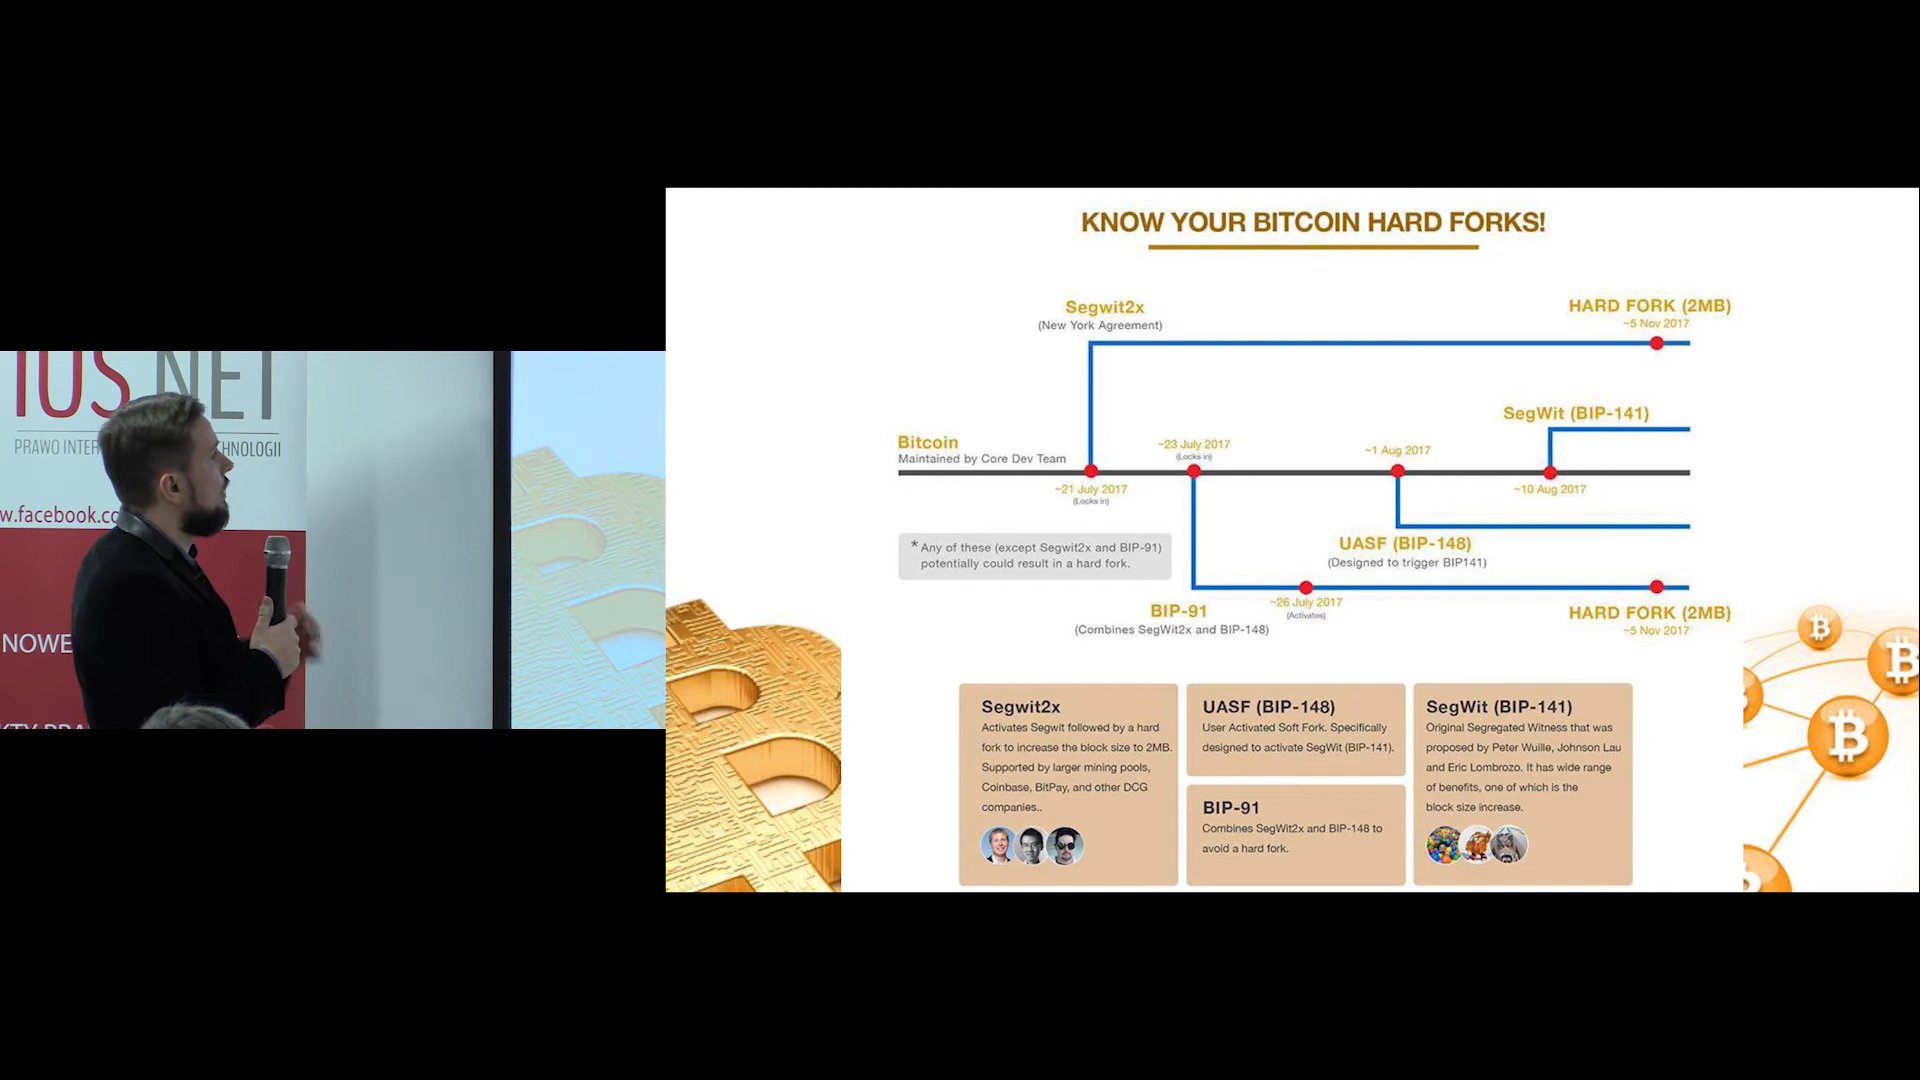 IUS NET
PRAWO INTER
CHNOLOGII
w.facebook.co
NOWE
KNOW YOUR BITCOIN HARD FORKS!
Segwit2x
(New York Agreement)
HARD FORK (2MB)
~5 Nov 2017
SegWit (BIP-141)
Bitcoin
Maintained by Core Dev Team
~23 July 2017
(Locks in)
~1 Aug 2017
~21 July 2017
(Locks in)
~10 Aug 2017
* Any of these (except Segwit2x and BIP-91)
potentially could result in a hard fork.
UASF (BIP-148)
(Designed to trigger BIP141)
BIP-91
(Combines SegWit2x and BIP-148)
~26 July 2017
(Activates)
HARD FORK (2MB)
~5 Nov 2017
Segwit2x
Activates Segwit followed by a hard
fork to increase the block size to 2MB.
Supported by larger mining pools,
Coinbase, BitPay, and other DCG
companies..
UASF (BIP-148)
User Activated Soft Fork. Specifically
designed to activate SegWit (BIP-141).
BIP-91
Combines SegWit2x and BIP-148 to
avoid a hard fork.
SegWit (BIP-141)
Original Segregated Witness that was
proposed by Peter Wuille, Johnson Lau
and Eric Lombrozo. It has wide range
of benefits, one of which is the
block size increase.